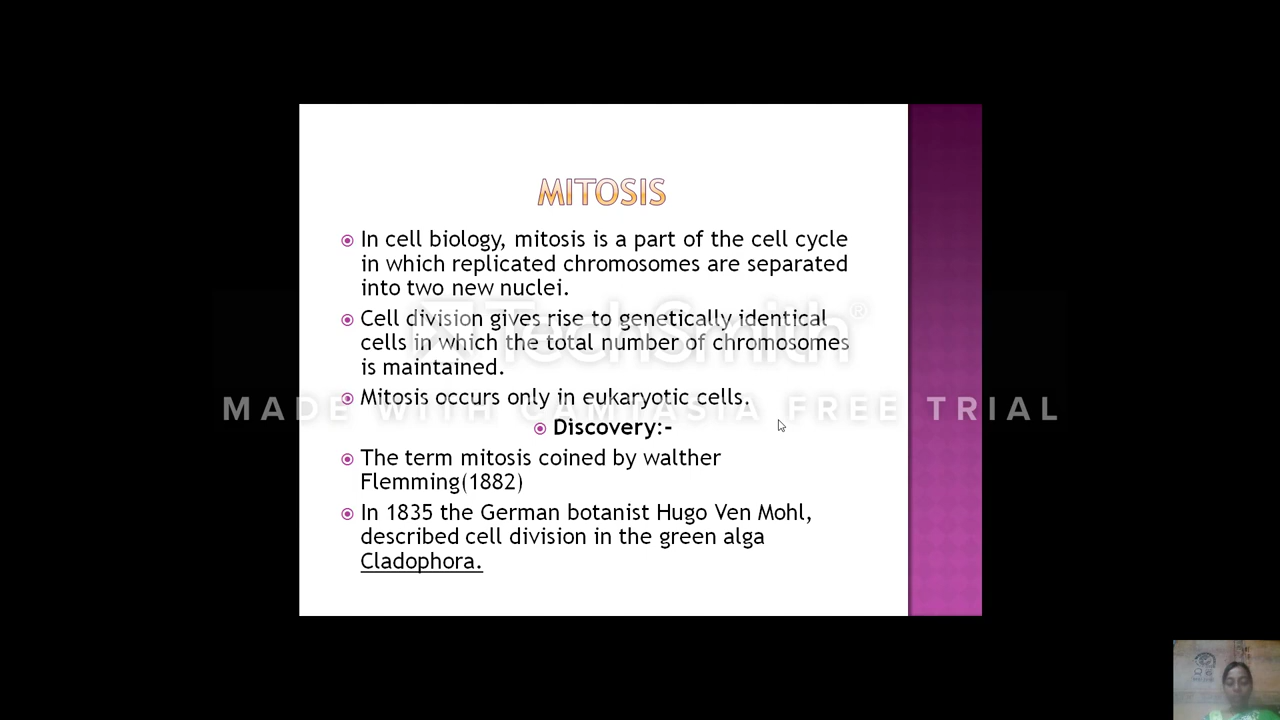 MITOSIS
In cell biology, mitosis is a part of the cell cycle
in which replicated chromosomes are separated
into two new nuclei.
Cell division gives rise to genetically identical
cells in which the total number of chromosomes
is maintained.
TechSmith®
Mitosis occurs only in eukaryotic cells.
MADE WITH CAMTASIA FREE TRIAL
Discovery:-
The term mitosis coined by walther
Flemming(1882)
In 1835 the German botanist Hugo Ven Mohl,
described cell division in the green alga
Cladophora.